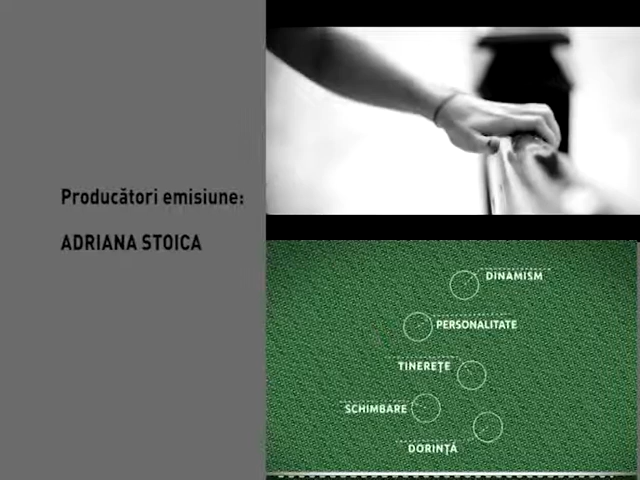 Producători emisiune:
ADRIANA STOICA
DINAMISM
PERSONALITATE
TINEREȚE
SCHIMBARE
DORINȚĂ